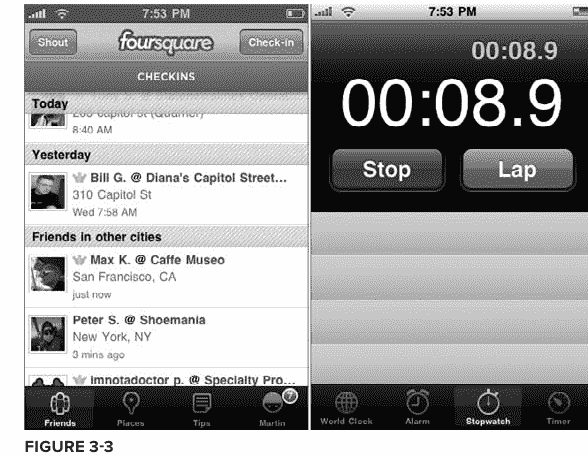 7:53 PM
Shout
foursquare
Check-in
CHECKINS
Today
8:40 AM
Yesterday
Bill G. @ Diana's Capitol Street...
310 Capitol St
Wed 7:58 AM
Friends in other cities
Max K. @ Caffe Museo
San Francisco, CA
just now
Peter S. @ Shoemania
New York, NY
3 mins ago
imnotadoctor p. @ Specialty Pro...
7
Friends
Places
Tips
Martin
7:53 PM
00:08.9
00:08.9
Stop
Lap
World Clock
Alarm
Stopwatch
Timer
FIGURE 3-3